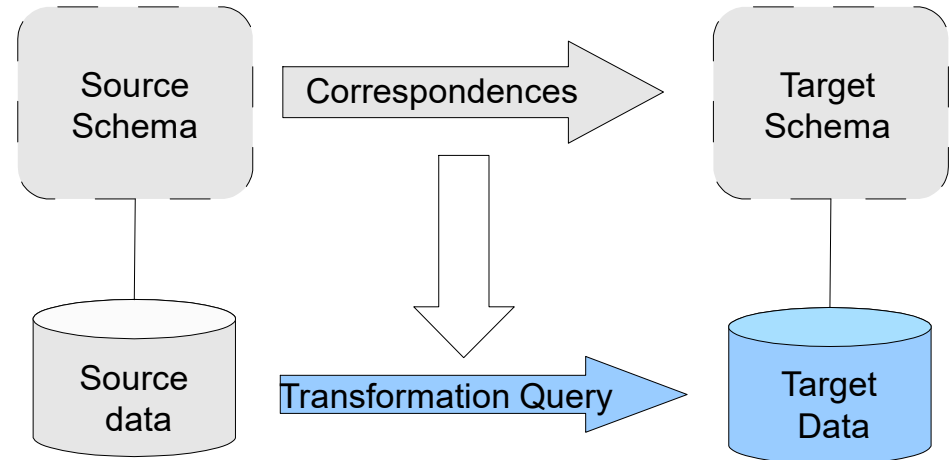 Source
Schema
Correspondences
Target
Schema
Source
data
Transformation Query
Target
Data